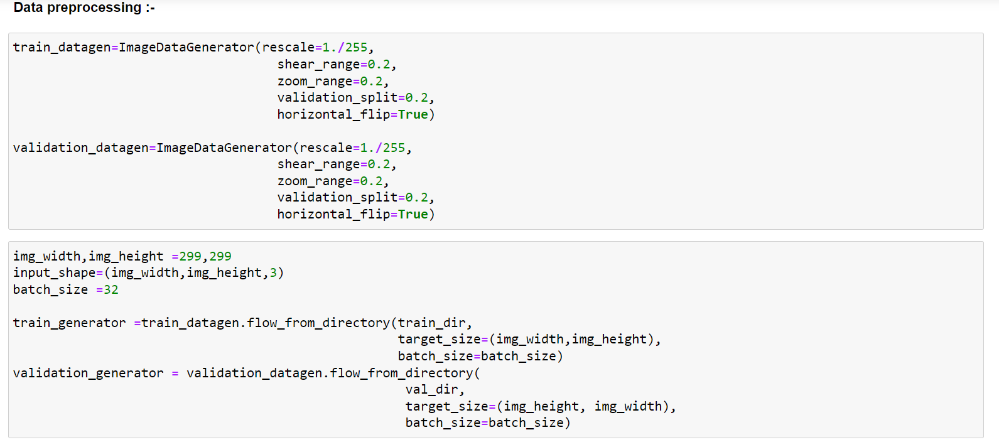 Data preprocessing :-
train_datagen=ImageDataGenerator(rescale=1./255,
shear_range=0.2,
zoom_range=0.2,
validation_split=0.2,
horizontal_flip=True)
validation_datagen=ImageDataGenerator(rescale=1./255,
shear_range=0.2,
zoom_range=0.2,
validation_split=0.2,
horizontal_flip=True)
img_width,img_height =299,299
input_shape=(img_width,img_height,3)
batch_size =32
train_generator =train_datagen.flow_from_directory(train_dir,
target_size=(img_width,img_height),
batch_size=batch_size)
validation_generator = validation_datagen.flow_from_directory(
val_dir,
target_size=(img_height, img_width),
batch_size=batch_size)